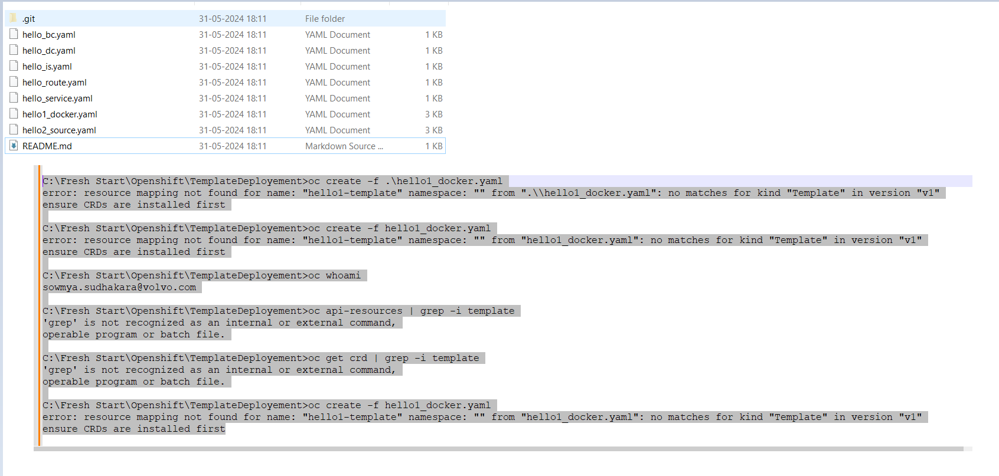 .git 31-05-2024 18:11 File folder
hello_bc.yaml 31-05-2024 18:11 YAML Document 1 KB
hello_dc.yaml 31-05-2024 18:11 YAML Document 1 KB
hello_is.yaml 31-05-2024 18:11 YAML Document 1 KB
hello_route.yaml 31-05-2024 18:11 YAML Document 1 KB
hello_service.yaml 31-05-2024 18:11 YAML Document 1 KB
hello1_docker.yaml 31-05-2024 18:11 YAML Document 3 KB
hello2_source.yaml 31-05-2024 18:11 YAML Document 3 KB
README.md 31-05-2024 18:11 Markdown Source ... 1 KB
C:\Fresh Start\Openshift\TemplateDeployement>oc create -f .\hello1_docker.yaml
error: resource mapping not found for name: "hello1-template" namespace: "" from ".\\hello1_docker.yaml": no matches for kind "Template" in version "v1"
ensure CRDs are installed first
C:\Fresh Start\Openshift\TemplateDeployement>oc create -f hello1_docker.yaml
error: resource mapping not found for name: "hello1-template" namespace: "" from "hello1_docker.yaml": no matches for kind "Template" in version "v1"
ensure CRDs are installed first
C:\Fresh Start\Openshift\TemplateDeployement>oc whoami
sowmya.sudhakara@volvo.com
C:\Fresh Start\Openshift\TemplateDeployement>oc api-resources | grep -i template
'grep' is not recognized as an internal or external command,
operable program or batch file.
C:\Fresh Start\Openshift\TemplateDeployement>oc get crd | grep -i template
'grep' is not recognized as an internal or external command,
operable program or batch file.
C:\Fresh Start\Openshift\TemplateDeployement>oc create -f hello1_docker.yaml
error: resource mapping not found for name: "hello1-template" namespace: "" from "hello1_docker.yaml": no matches for kind "Template" in version "v1"
ensure CRDs are installed first